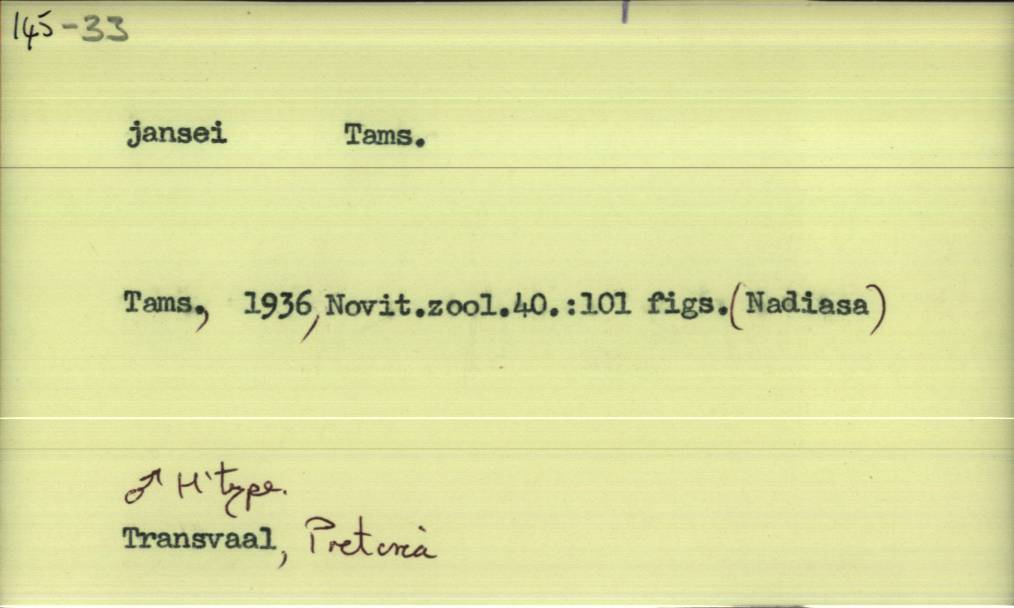 145-33
jansei Tams.
Tams., 1936, Novit.zool.40.:101 figs.(Nadiasa)
♂ H'type.
Transvaal, Pretoria